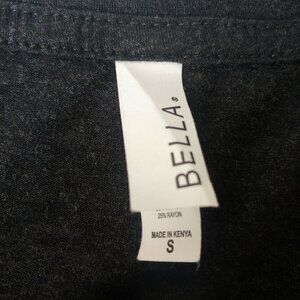 BELLA®
25% RAYON
MADE IN KENYA
S